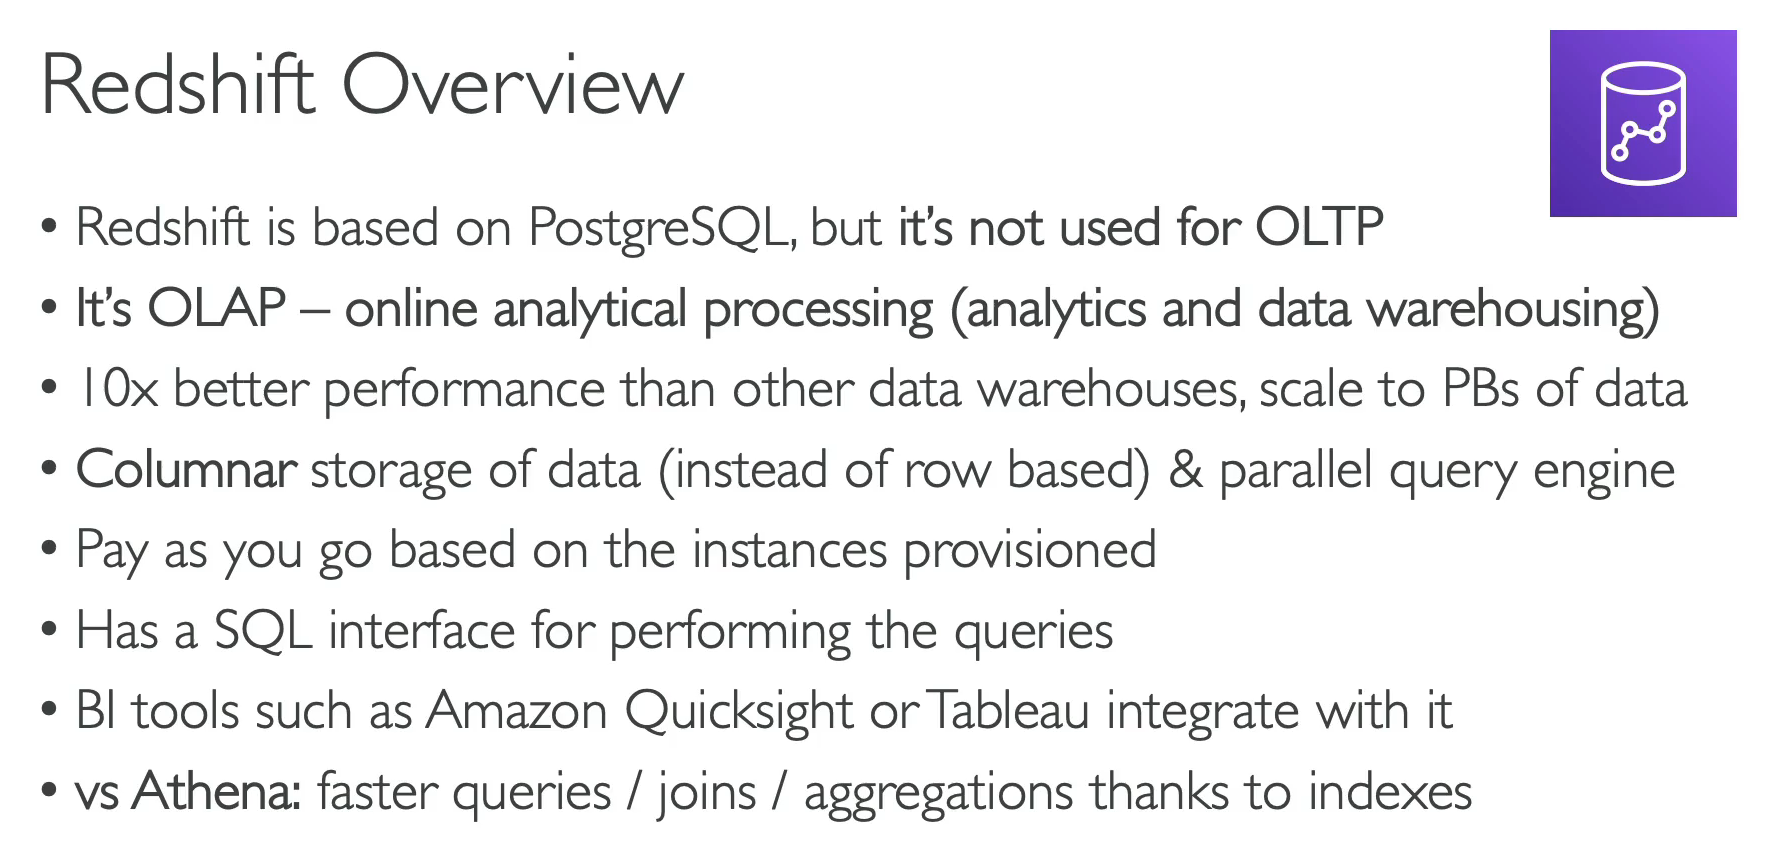 Redshift Overview
• Redshift is based on PostgreSQL, but it's not used for OLTP
• It's OLAP – online analytical processing (analytics and data warehousing)
• 10x better performance than other data warehouses, scale to PBs of data
• Columnar storage of data (instead of row based) & parallel query engine
• Pay as you go based on the instances provisioned
• Has a SQL interface for performing the queries
• BI tools such as Amazon Quicksight or Tableau integrate with it
• vs Athena: faster queries / joins / aggregations thanks to indexes